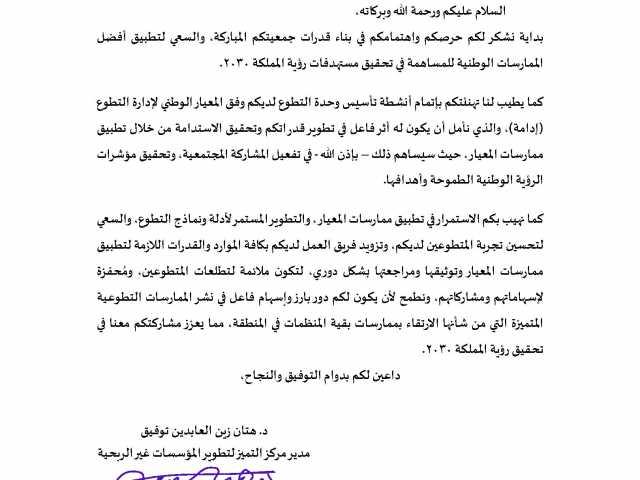 السلام عليكم ورحمة الله وبركاته،
بداية نشكر لكم حرصكم واهتمامكم في بناء قدرات جمعيتكم المباركة، والسعي لتطبيق أفضل
الممارسات الوطنية للمساهمة في تحقيق مستهدفات رؤية المملكة ٢٠٣٠.
كما يطيب لنا تهنئتكم بإتمام أنشطة تأسيس وحدة التطوع لديكم وفق المعيار الوطني لإدارة التطوع
(إدامة)، والذي نأمل أن يكون له أثر فاعل في تطوير قدراتكم وتحقيق الاستدامة من خلال تطبيق
ممارسات المعيار، حيث سيساهم ذلك – بإذن الله - في تفعيل المشاركة المجتمعية، وتحقيق مؤشرات
الرؤية الوطنية الطموحة وأهدافها.
كما نهيب بكم الاستمرار في تطبيق ممارسات المعيار، والتطوير المستمر لأدلة ونماذج التطوع، والسعي
لتحسين تجربة المتطوعين لديكم، وتزويد فريق العمل لديكم بكافة الموارد والقدرات اللازمة لتطبيق
ممارسات المعيار وتوثيقها ومراجعتها بشكل دوري، لتكون ملائمة لتطلعات المتطوعين، ومُحفزة
لإسهاماتهم ومشاركاتهم، ونطمح لأن يكون لكم دور بارز وإسهام فاعل في نشر الممارسات التطوعية
المتميزة التي من شأنها الارتقاء بممارسات بقية المنظمات في المنطقة، مما يعزز مشاركتكم معنا في
تحقيق رؤية المملكة ٢٠٣٠.
داعين لكم بدوام التوفيق والنجاح،
د. هتان زين العابدين توفيق
مدير مركز التميز لتطوير المؤسسات غير الربحية